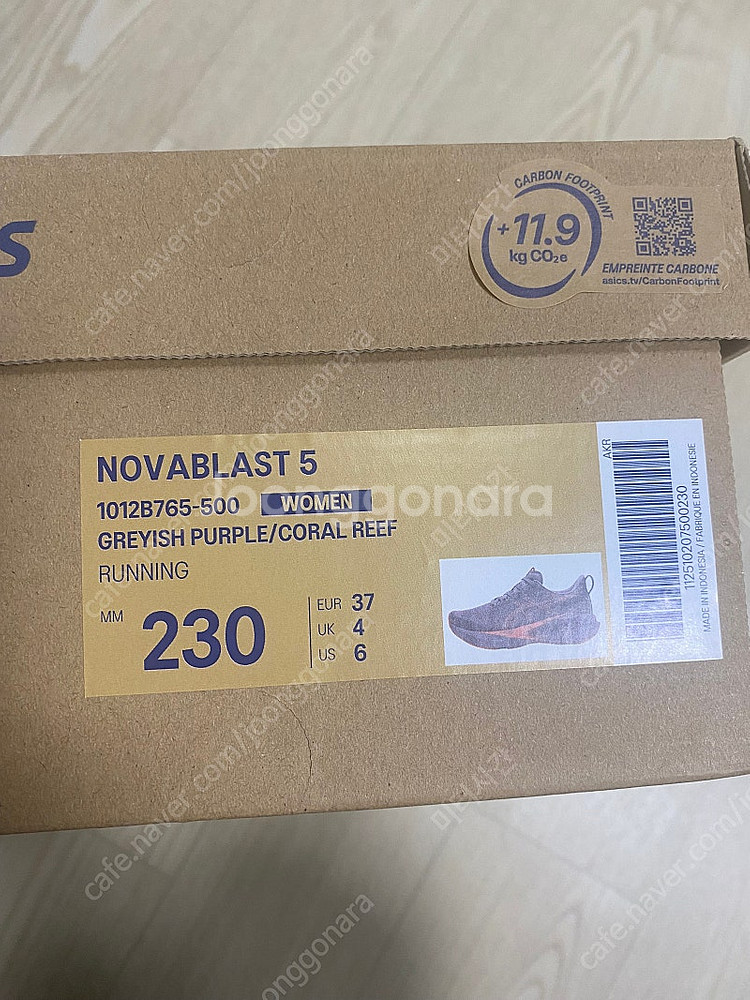 S
CARBON FOOTPRINT
+11.9
kg CO₂e
EMPREINTE CARBONE
asics.tv/CarbonFootprint
NOVABLAST 5
1012B765-500 WOMEN
GREYISH PURPLE/CORAL REEF
RUNNING
MM 230
EUR 37
UK 4
US 6
AKR
112510207500230
MADE IN INDONESIA / FABRIQUE EN INDONESIE
joonggonara
cafe.naver.com/joonggonara